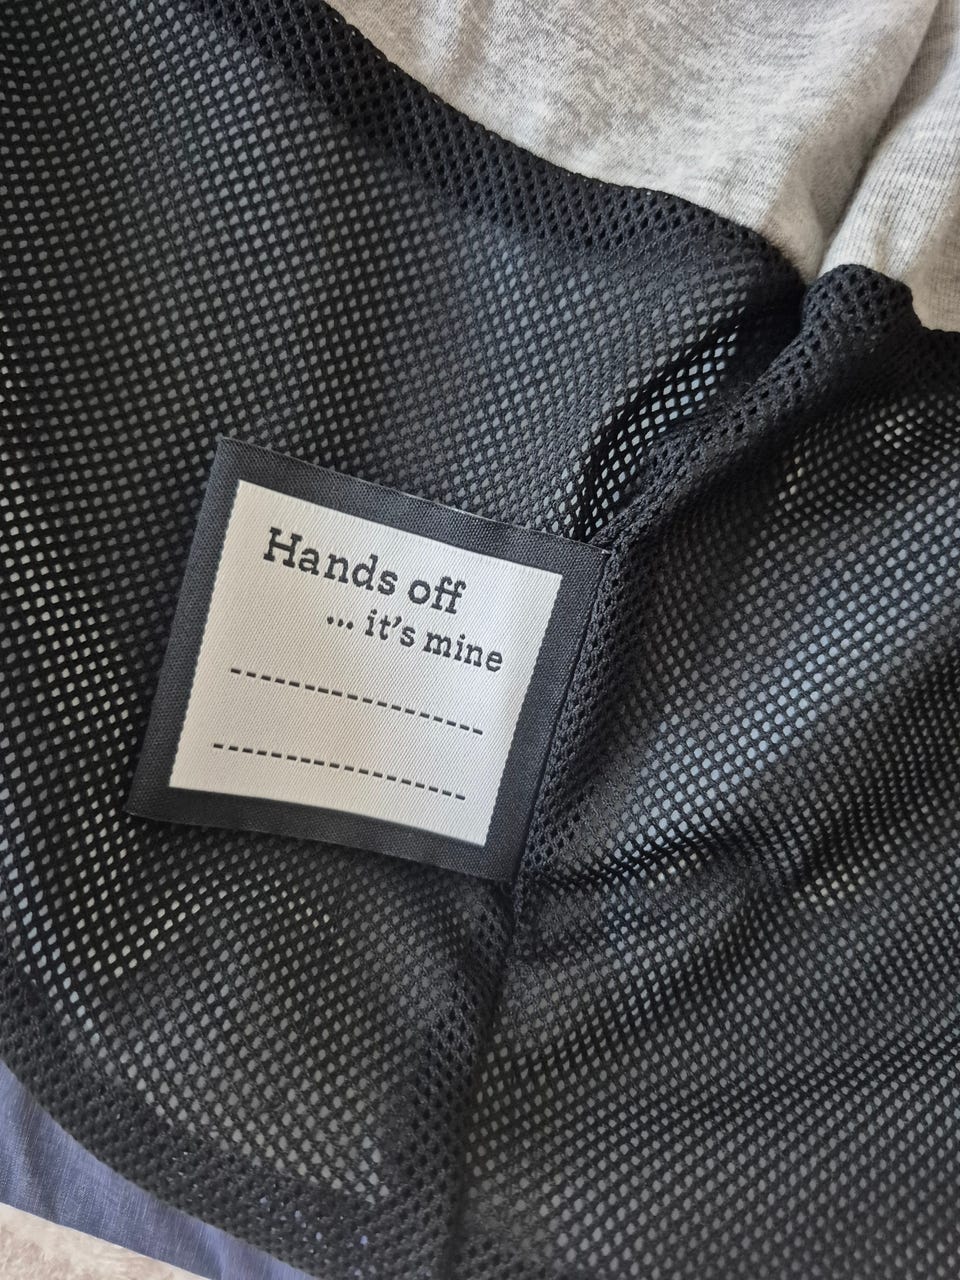 Hands off
... it's mine